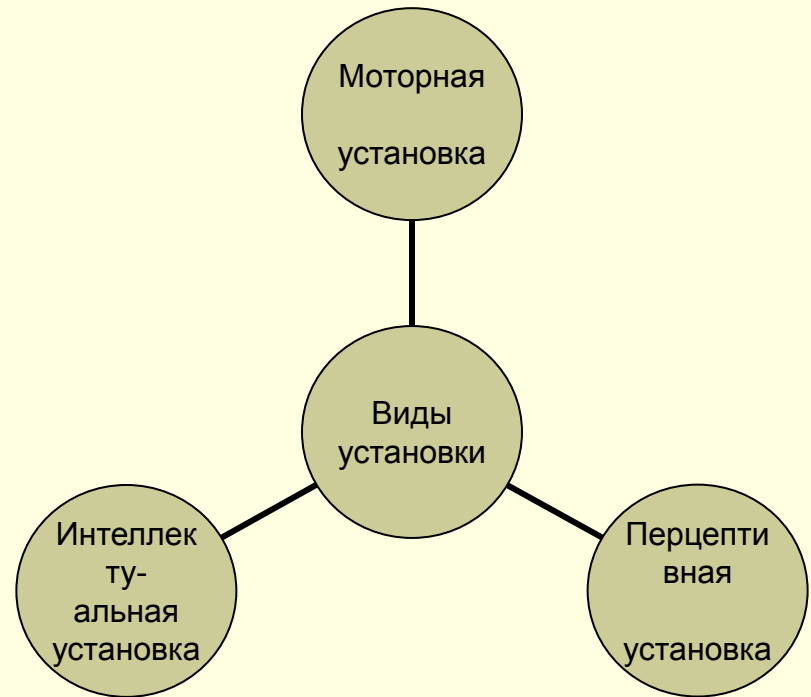 Моторная
установка
Виды
установки
Интеллек
ту-
альная
установка
Перцепти
вная
установка